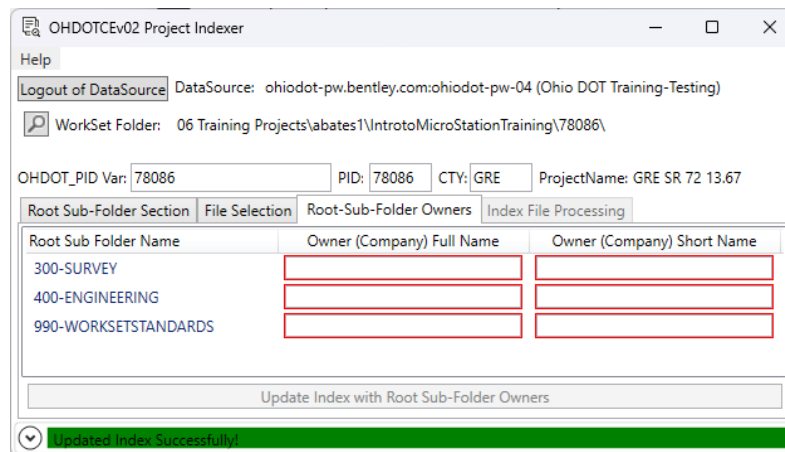 OHDOTCEv02 Project Indexer
Help
Logout of DataSource DataSource: ohiodot-pw.bentley.com:ohiodot-pw-04 (Ohio DOT Training-Testing)
WorkSet Folder: 06 Training Projects\abates1\IntrotoMicroStationTraining\78086\
OHDOT_PID Var: 78086 PID: 78086 CTY: GRE ProjectName: GRE SR 72 13.67
Root Sub-Folder Section File Selection Root-Sub-Folder Owners Index File Processing
Root Sub Folder Name Owner (Company) Full Name Owner (Company) Short Name
300-SURVEY
400-ENGINEERING
990-WORKSETSTANDARDS
Update Index with Root Sub-Folder Owners
Updated Index Successfully!